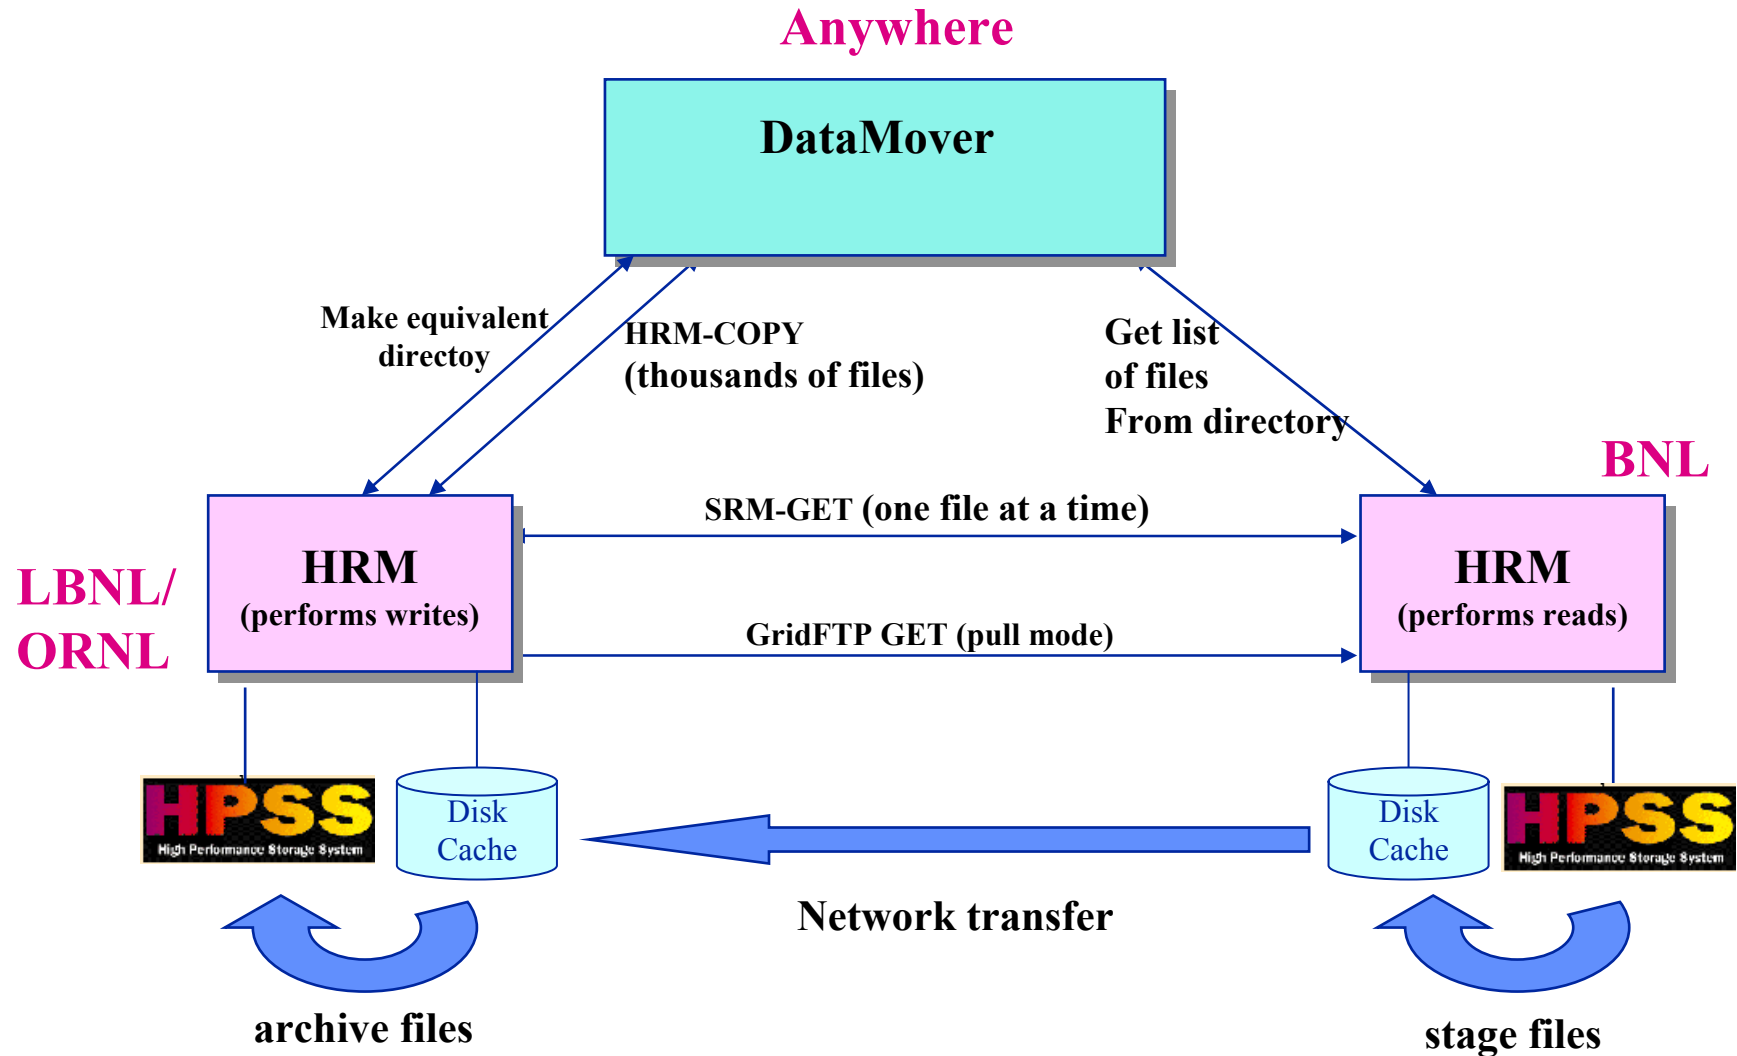 Anywhere
DataMover
Make equivalent
directoy
HRM-COPY
(thousands of files)
Get list
of files
From directory
BNL
SRM-GET (one file at a time)
LBNL/
ORNL
HRM
(performs writes)
HRM
(performs reads)
GridFTP GET (pull mode)
HPSS
High Performance Storage System
Disk
Cache
Disk
Cache
HPSS
High Performance Storage System
Network transfer
archive files
stage files